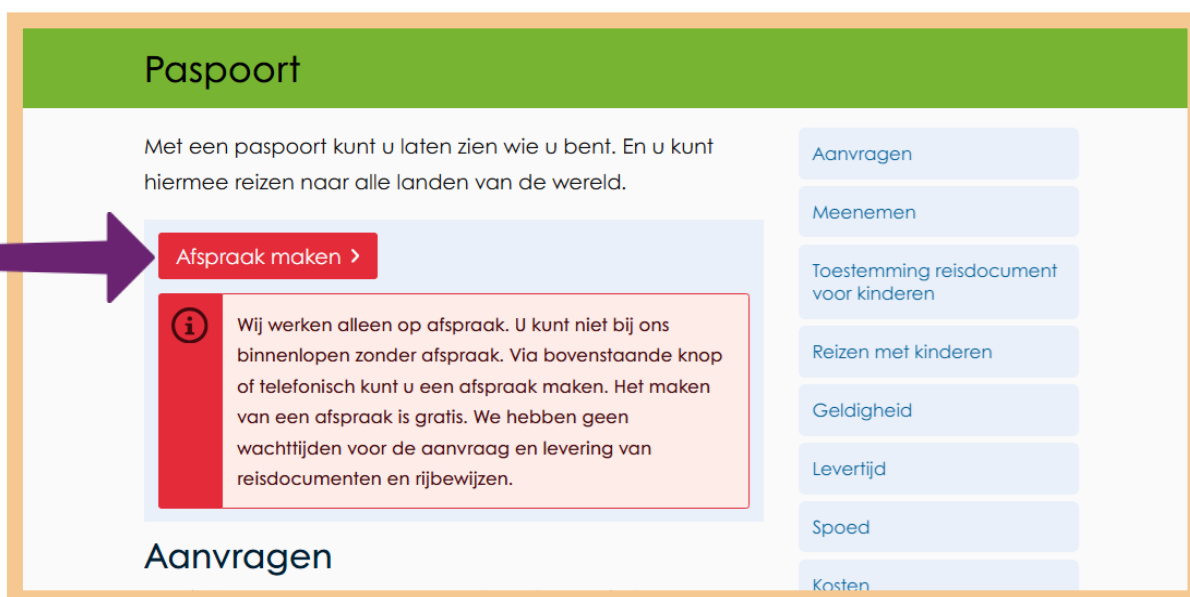 Paspoort
Met een paspoort kunt u laten zien wie u bent. En u kunt
hiermee reizen naar alle landen van de wereld.
Afspraak maken ›
Wij werken alleen op afspraak. U kunt niet bij ons
binnenlopen zonder afspraak. Via bovenstaande knop
of telefonisch kunt u een afspraak maken. Het maken
van een afspraak is gratis. We hebben geen
wachttijden voor de aanvraag en levering van
reisdocumenten en rijbewijzen.
Aanvragen
Aanvragen
Meenemen
Toestemming reisdocument
voor kinderen
Reizen met kinderen
Geldigheid
Levertijd
Spoed
Kosten